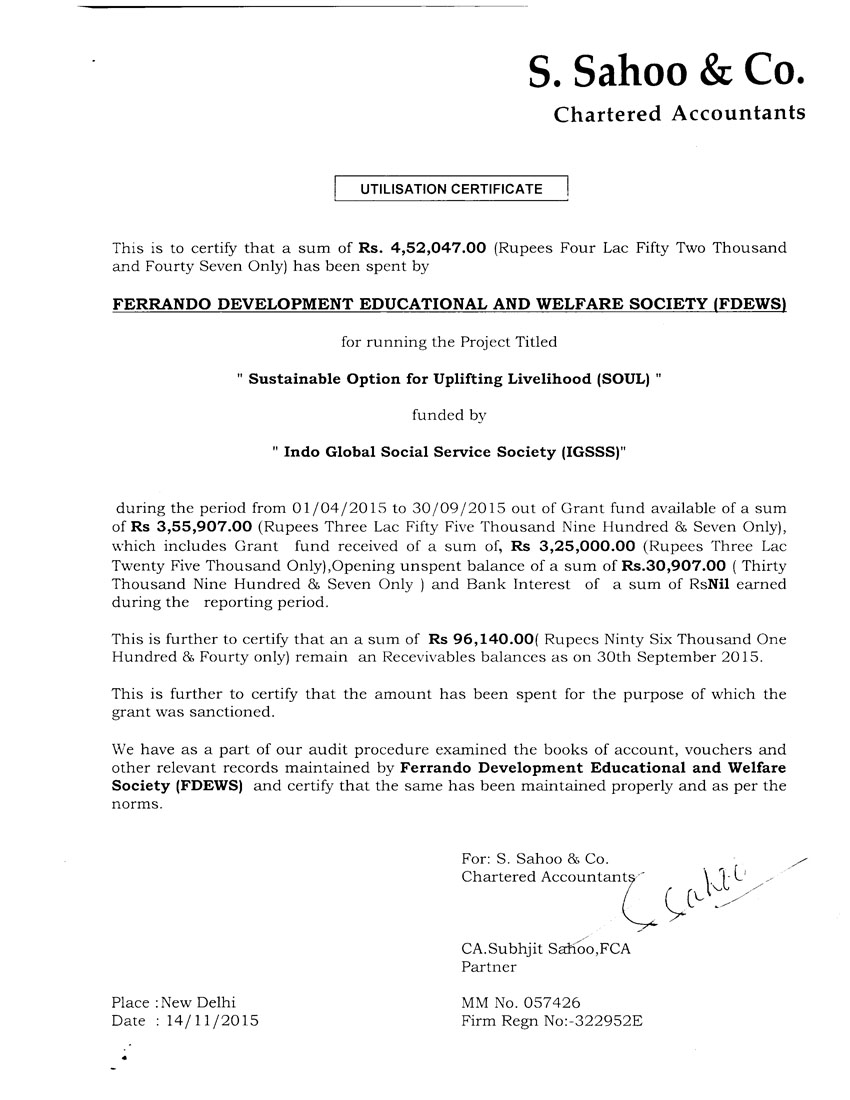 S. Sahoo & Co.
Chartered Accountants
UTILISATION CERTIFICATE
This is to certify that a sum of Rs. 4,52,047.00 (Rupees Four Lac Fifty Two Thousand
and Fourty Seven Only) has been spent by
FERRANDO DEVELOPMENT EDUCATIONAL AND WELFARE SOCIETY (FDEWS)
for running the Project Titled
" Sustainable Option for Uplifting Livelihood (SOUL) "
funded by
" Indo Global Social Service Society (IGSSS)"
during the period from 01/04/2015 to 30/09/2015 out of Grant fund available of a sum
of Rs 3,55,907.00 (Rupees Three Lac Fifty Five Thousand Nine Hundred & Seven Only),
which includes Grant fund received of a sum of, Rs 3,25,000.00 (Rupees Three Lac
Twenty Five Thousand Only),Opening unspent balance of a sum of Rs.30,907.00 ( Thirty
Thousand Nine Hundred & Seven Only ) and Bank Interest of a sum of RsNil earned
during the reporting period.
This is further to certify that an a sum of Rs 96,140.00( Rupees Ninty Six Thousand One
Hundred & Fourty only) remain an Recevivables balances as on 30th September 2015.
This is further to certify that the amount has been spent for the purpose of which the
grant was sanctioned.
We have as a part of our audit procedure examined the books of account, vouchers and
other relevant records maintained by Ferrando Development Educational and Welfare
Society (FDEWS) and certify that the same has been maintained properly and as per the
norms.
For: S. Sahoo & Co.
Chartered Accountants
S Sahoo
CA.Subhjit Sahoo,FCA
Partner
Place : New Delhi
MM No. 057426
Date : 14/11/2015
Firm Regn No:-322952E